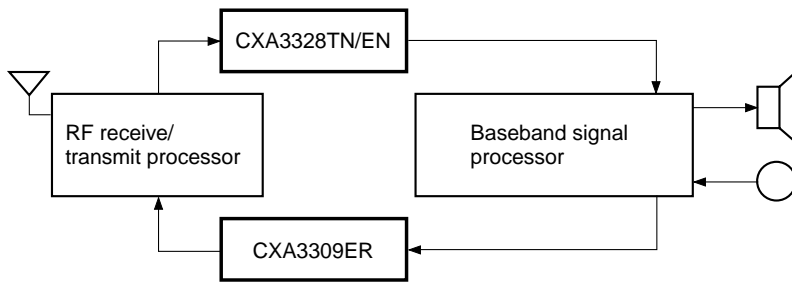 CXA3328TN/EN
RF receive/
transmit processor
Baseband signal
processor
CXA3309ER